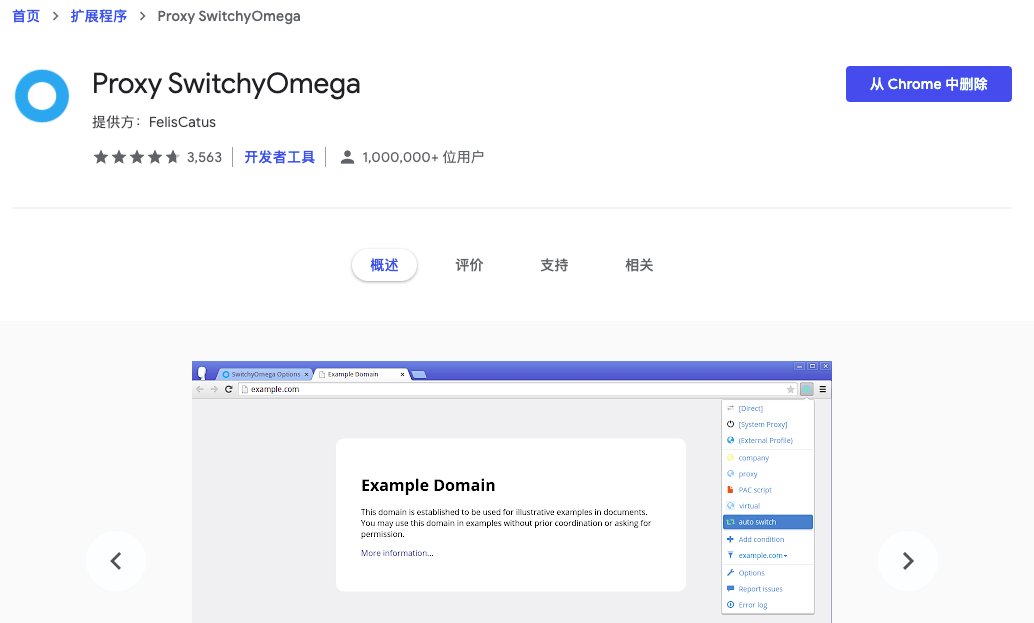 首页 > 扩展程序 > Proxy SwitchyOmega
Proxy SwitchyOmega
从 Chrome 中删除
提供方：FelisCatus
3,563
开发者工具
1,000,000+ 位用户
概述
评价
支持
相关
SwitchyOmega Options ×
Example Domain ×
example.com
[Direct]
[System Proxy]
(External Profile)
company
proxy
PAC script
virtual
auto switch
Add condition
example.com
Options
Report issues
Error log
Example Domain
This domain is established to be used for illustrative examples in documents.
You may use this domain in examples without prior coordination or asking for
permission.
More information...